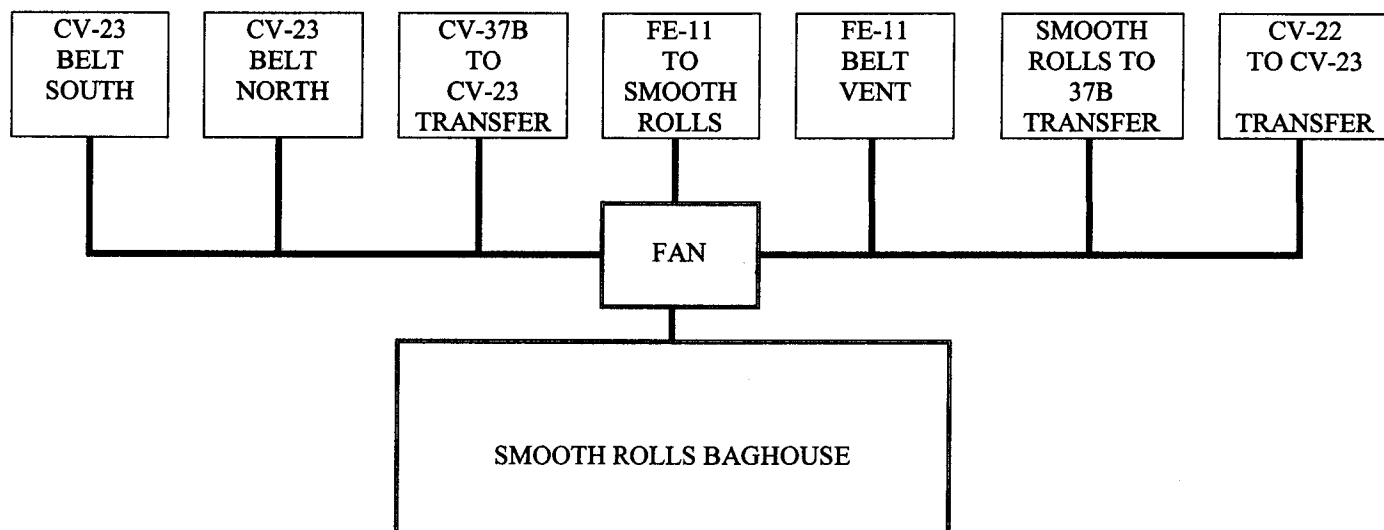 CV-23
BELT
SOUTH
CV-23
BELT
NORTH
CV-37B
TO
CV-23
TRANSFER
FE-11
TO
SMOOTH
ROLLS
FE-11
BELT
VENT
SMOOTH
ROLLS TO
37B
TRANSFER
CV-22
TO CV-23
TRANSFER
FAN
SMOOTH ROLLS BAGHOUSE